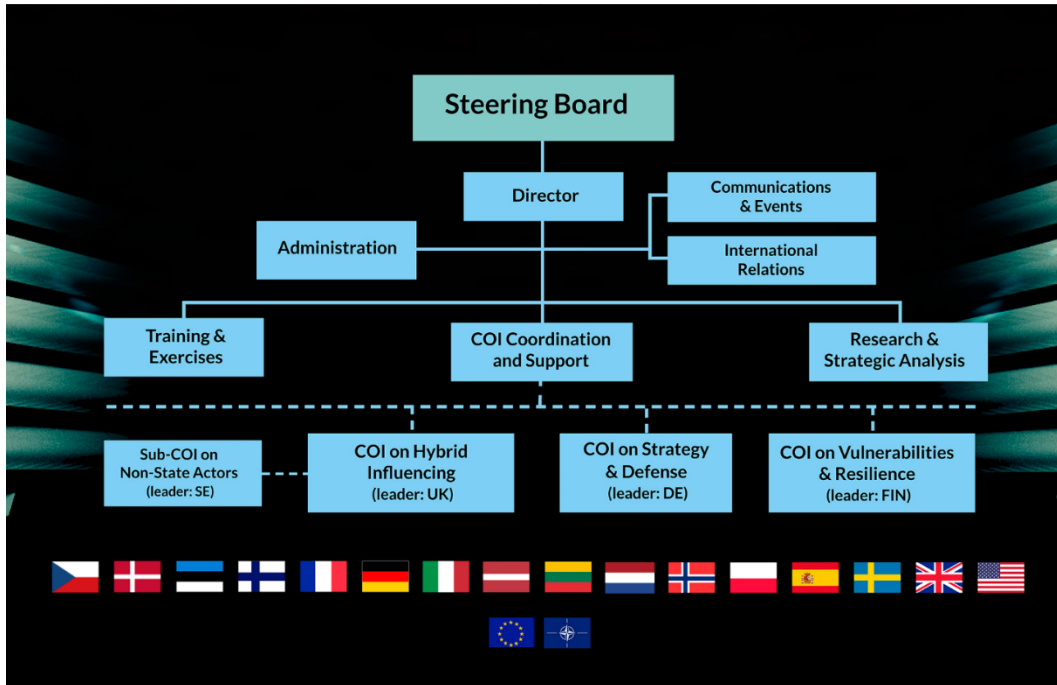 Steering Board
Director
Communications
& Events
Administration
International
Relations
Training &
Exercises
COI Coordination
and Support
Research &
Strategic Analysis
Sub-COI on
Non-State Actors
(leader: SE)
COI on Hybrid
Influencing
(leader: UK)
COI on Strategy
& Defense
(leader: DE)
COI on Vulnerabilities
& Resilience
(leader: FIN)